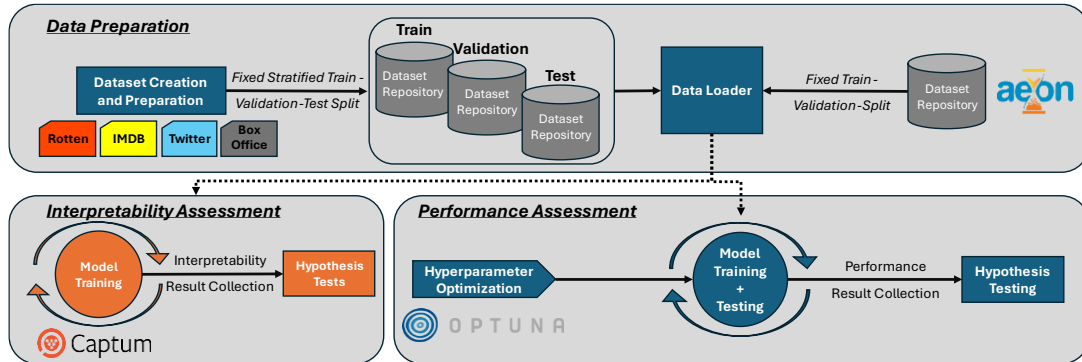 Data Preparation
Dataset Creation
and Preparation
Rotten
IMDB
Twitter
Box
Office
Fixed Stratified Train -
Validation-Test Split
Train
Dataset
Repository
Validation
Dataset
Repository
Test
Dataset
Repository
Data Loader
Fixed Train -
Validation-Split
Dataset
Repository
aeon
Interpretability Assessment
Model
Training
Interpretability
Result Collection
Hypothesis
Tests
Captum
Performance Assessment
Hyperparameter
Optimization
OPTUNA
Model
Training
+
Testing
Performance
Result Collection
Hypothesis
Testing